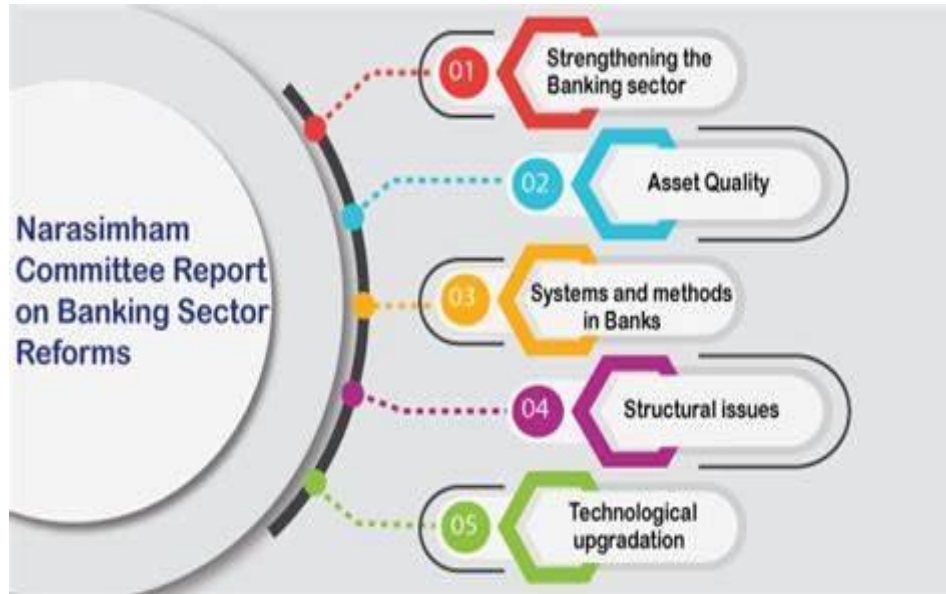 Narasimham
Committee Report
on Banking Sector
Reforms
01
Strengthening the
Banking sector
02
Asset Quality
03
Systems and methods
in Banks
04
Structural issues
05
Technological
upgradation